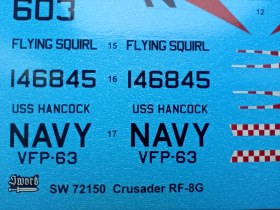 603
12
FLYING SQUIRL 15 FLYING SQUIRL
146845 16 146845
USS HANCOCK USS HANCOCK
NAVY 17 NAVY
VFP-63 VFP-63
Sword SW 72150 Crusader RF-8G